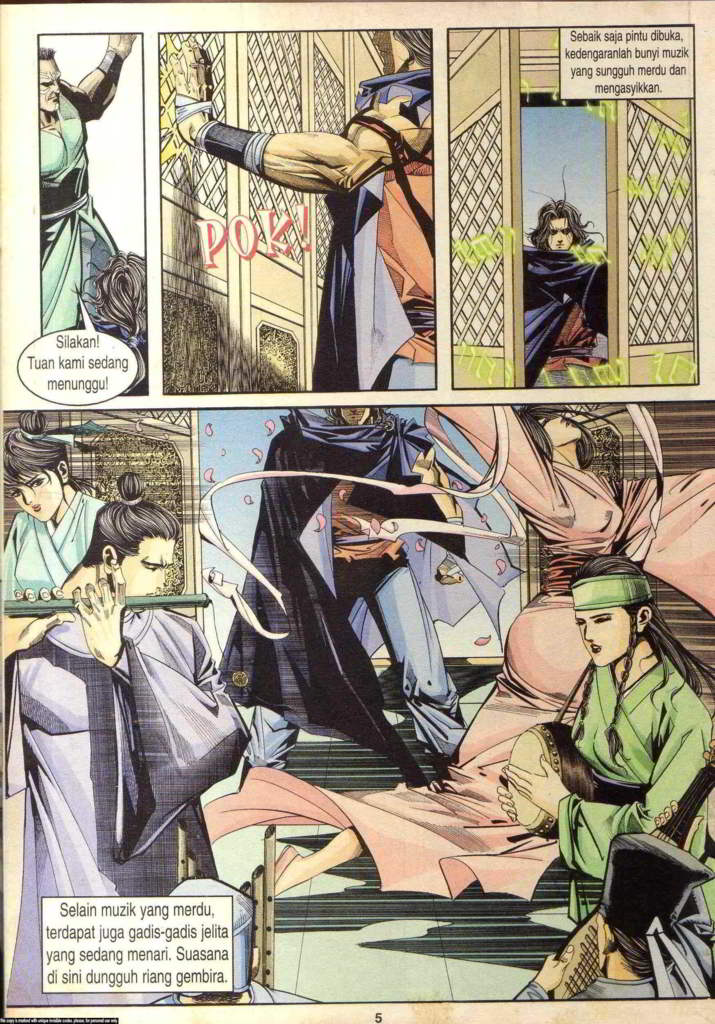 Silakan!
Tuan kami sedang
menunggu!
POK!
Sebaik saja pintu dibuka,
kedengaranlah bunyi muzik
yang sungguh merdu dan
mengasyikkan.
Selain muzik yang merdu,
terdapat juga gadis-gadis jelita
yang sedang menari. Suasana
di sini dungguh riang gembira.
5